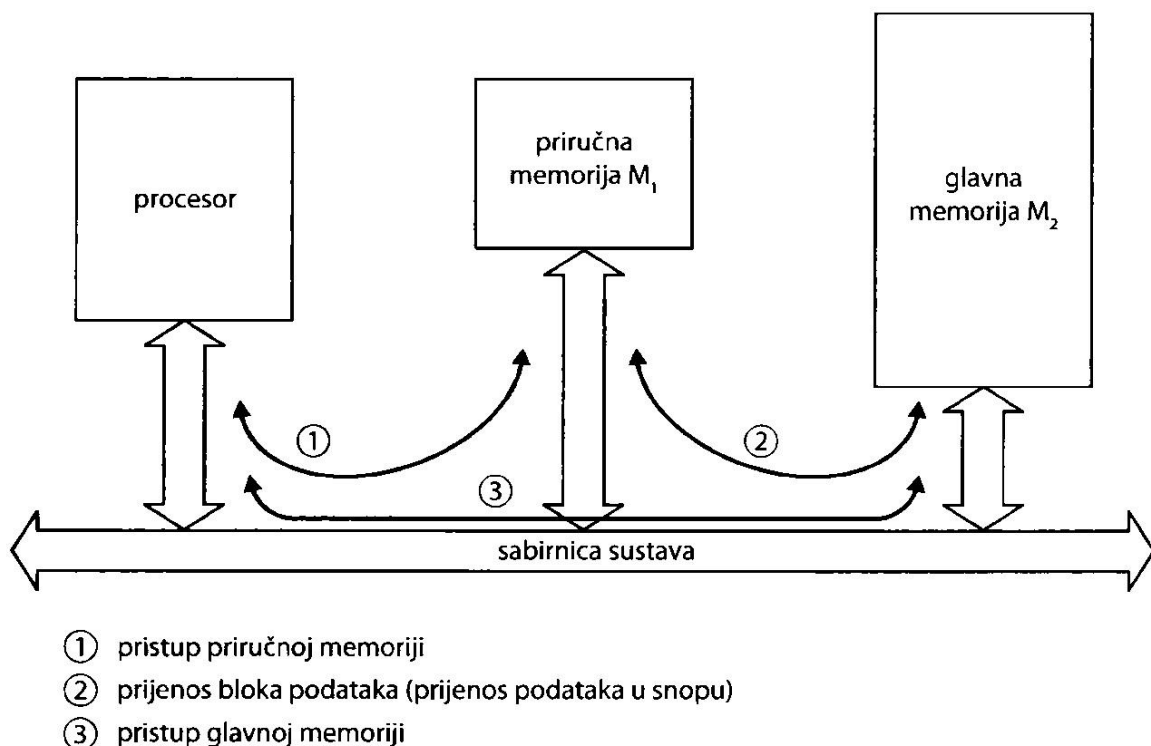 procesor
priručna
memorija M₁
glavna
memorija M₂
①
②
③
sabirnica sustava
① pristup priručnoj memoriji
② prijenos bloka podataka (prijenos podataka u snopu)
③ pristup glavnoj memoriji